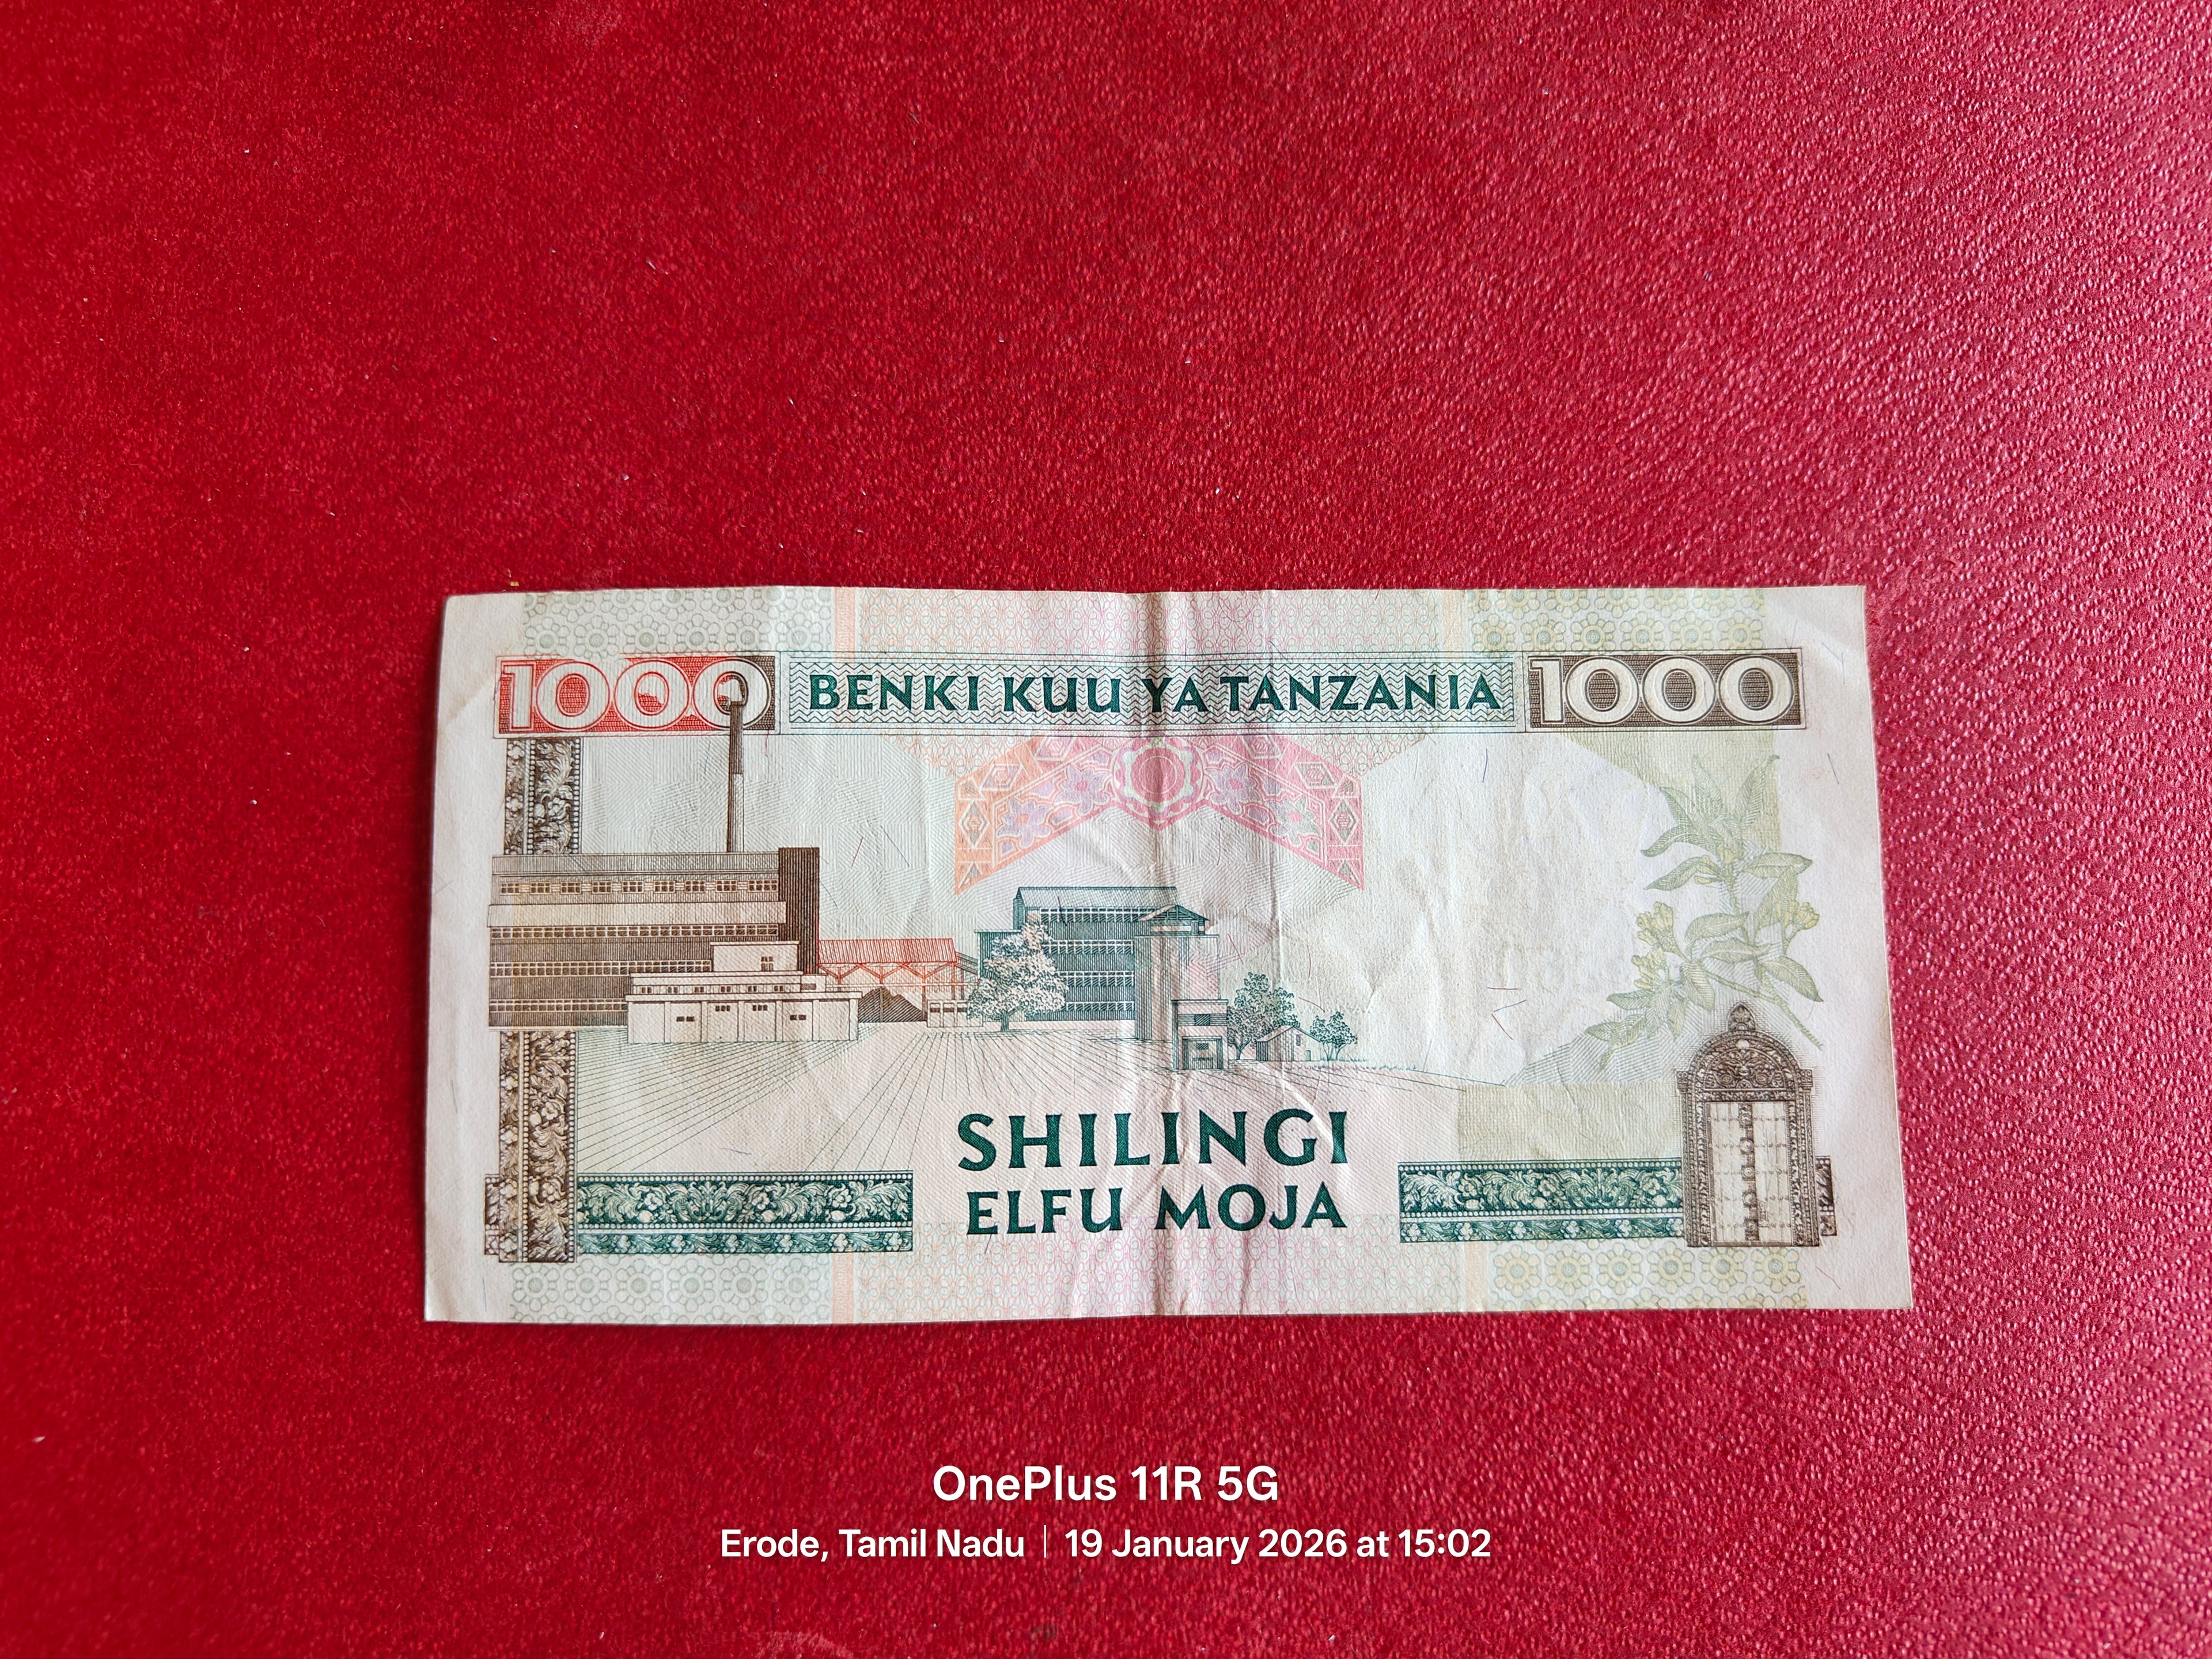 1000 BENKI KUU YA TANZANIA 1000
SHILINGI
ELFU MOJA
OnePlus 11R 5G
Erode, Tamil Nadu | 19 January 2026 at 15:02